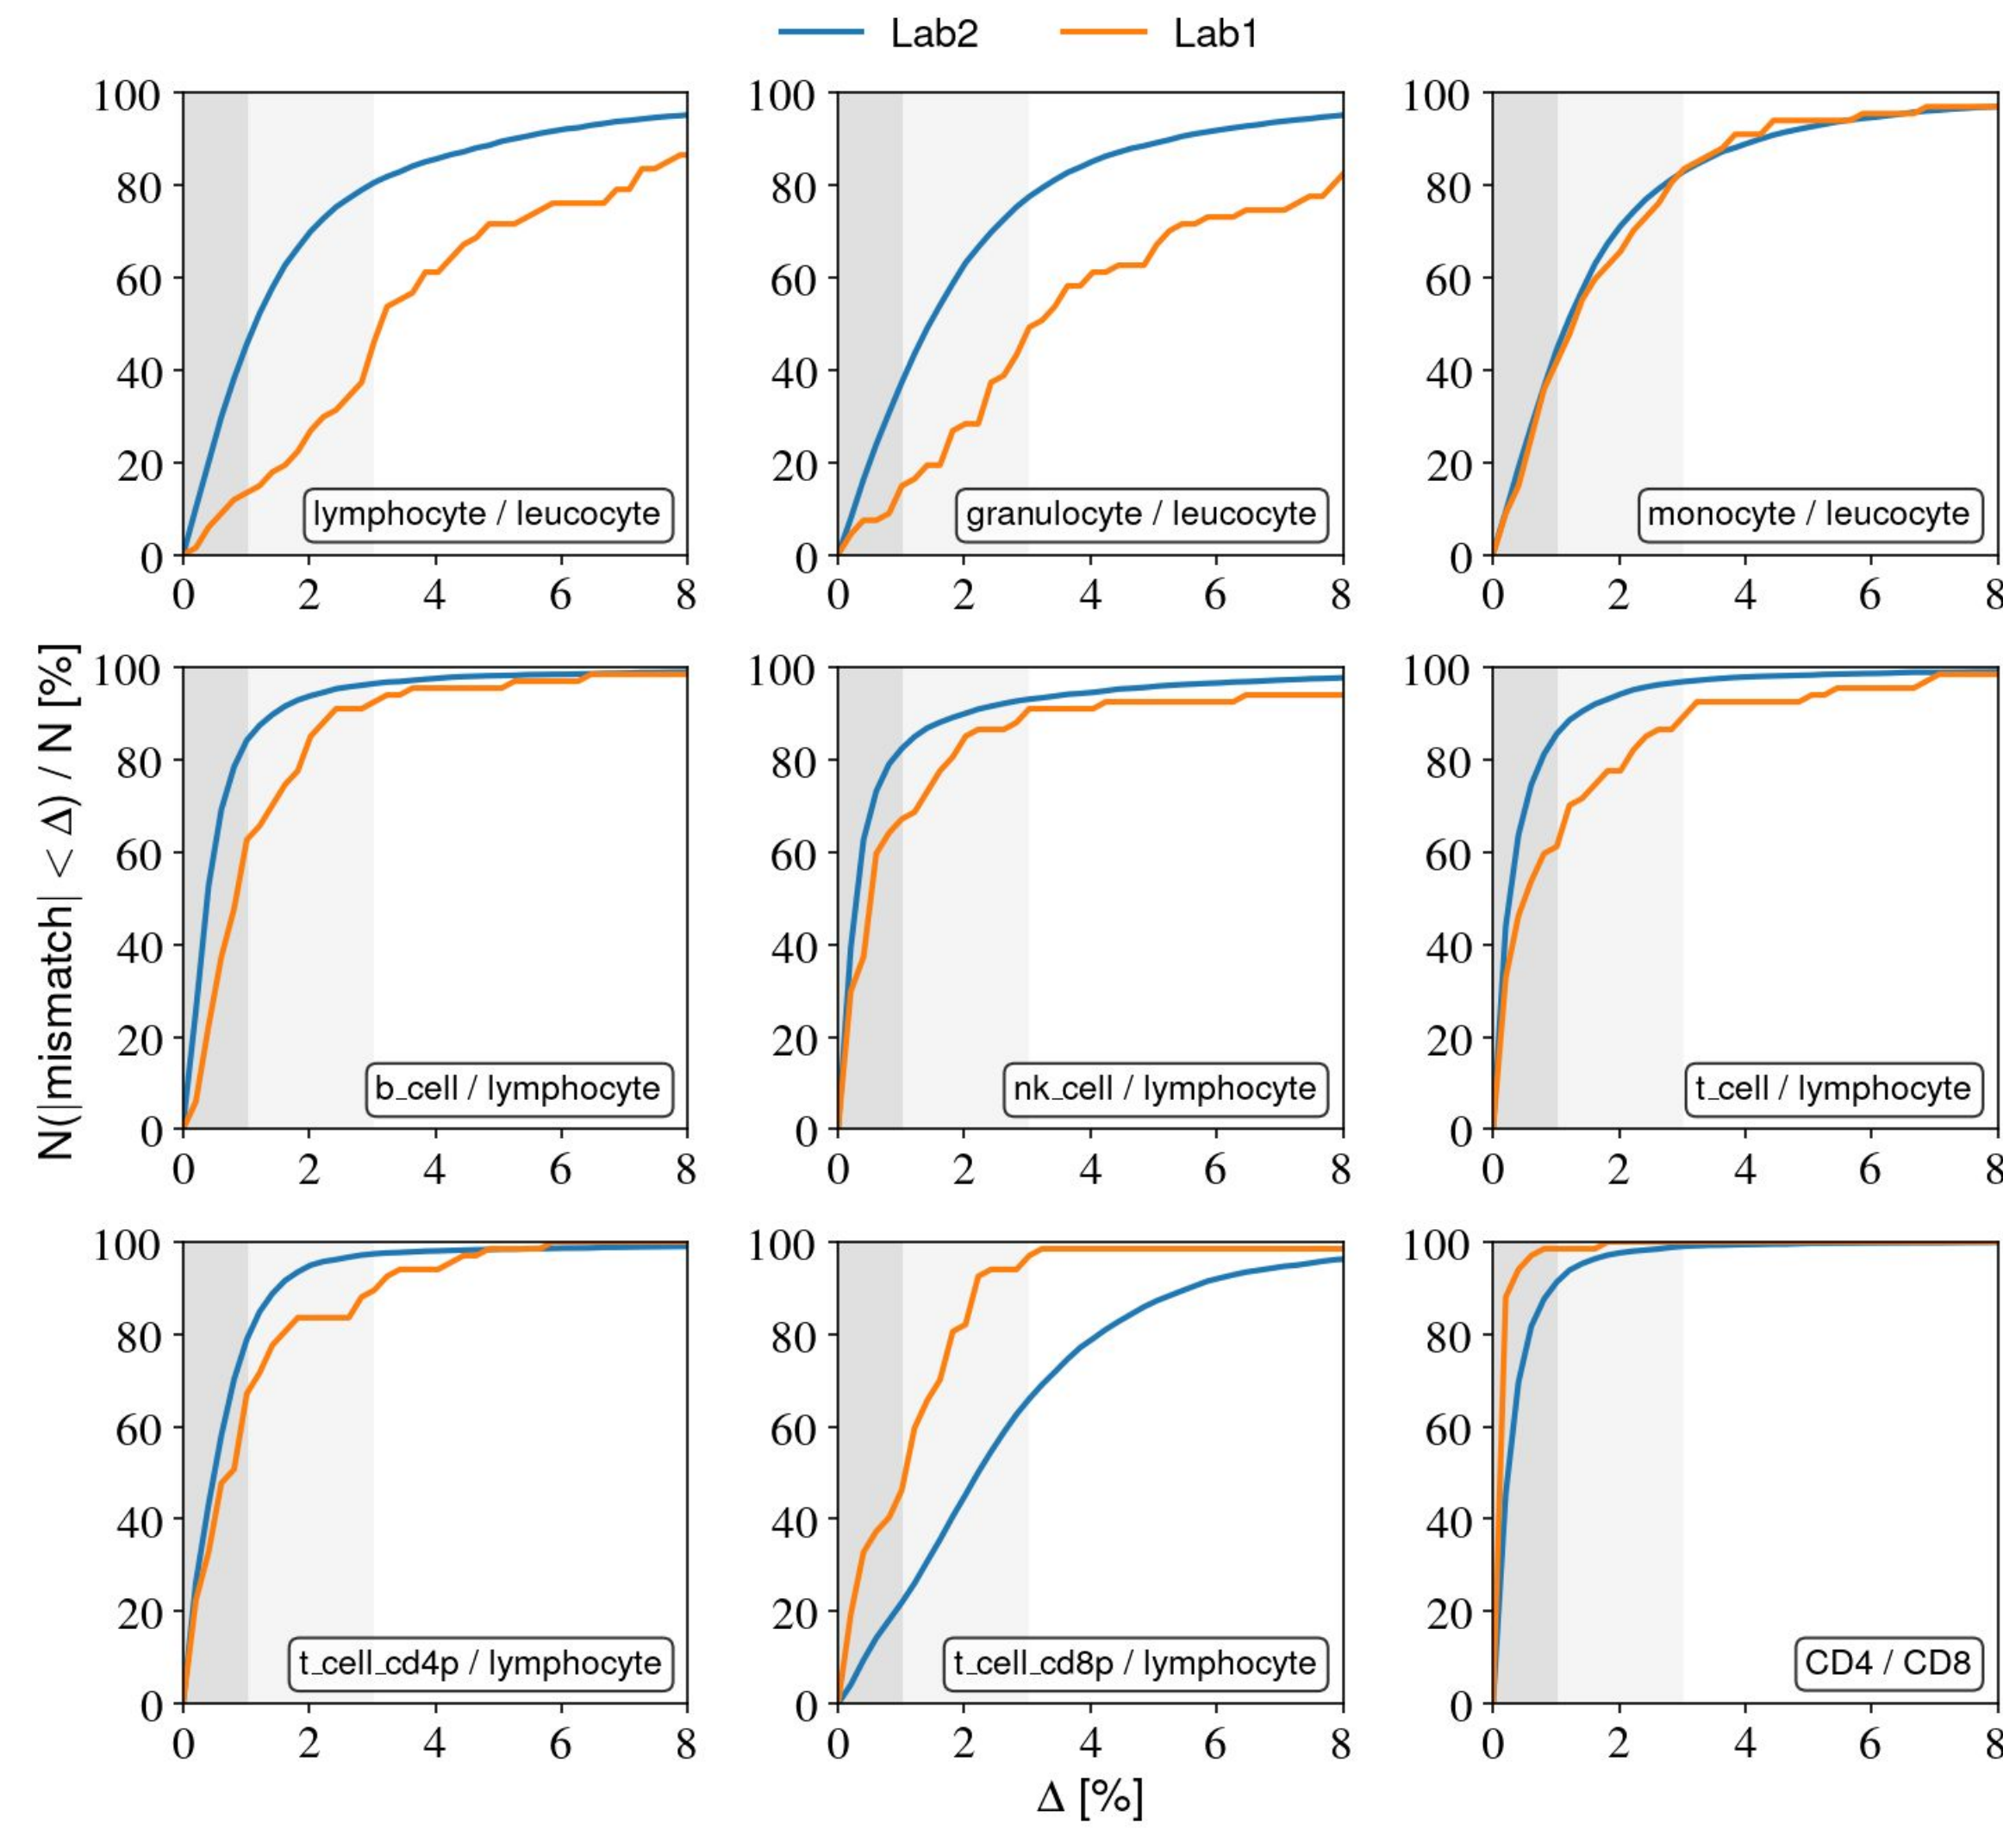 Lab2 Lab1
100 100 100
80 80 80
60 60 60
40 40 40
20 20 20
lymphocyte / leucocyte granulocyte / leucocyte monocyte / leucocyte
0 0 0
0 2 4 6 8 0 2 4 6 8 0 2 4 6 8
N(|mismatch| < Δ) / N [%]
100 100 100
80 80 80
60 60 60
40 40 40
20 20 20
b_cell / lymphocyte nk_cell / lymphocyte t_cell / lymphocyte
0 0 0
0 2 4 6 8 0 2 4 6 8 0 2 4 6 8
100 100 100
80 80 80
60 60 60
40 40 40
20 20 20
t_cell_cd4p / lymphocyte t_cell_cd8p / lymphocyte CD4 / CD8
0 0 0
0 2 4 6 8 0 2 4 6 8 0 2 4 6 8
Δ [%]